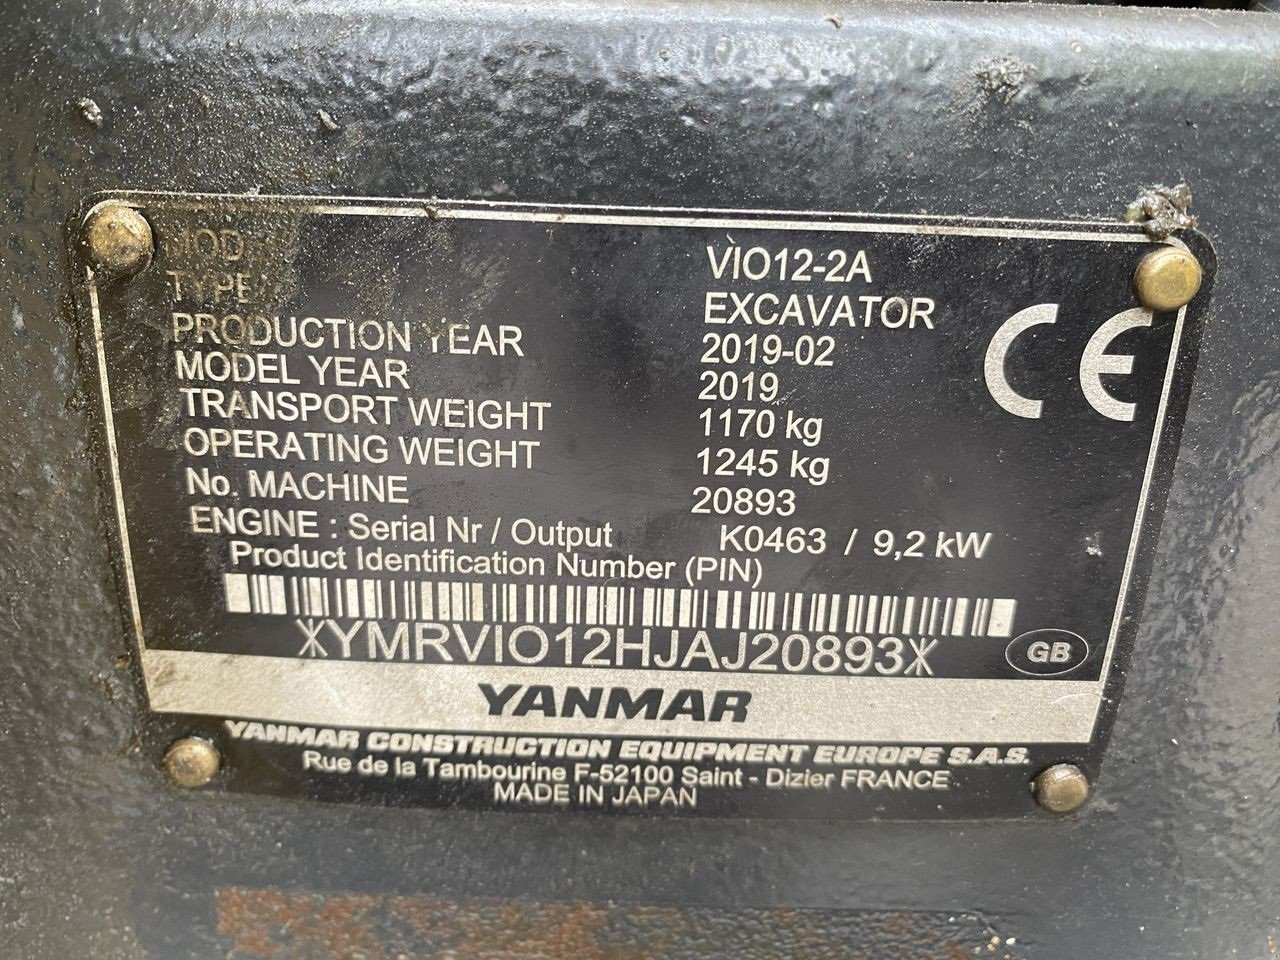 MOD VIO12-2A
TYPE EXCAVATOR
PRODUCTION YEAR 2019-02
MODEL YEAR 2019
TRANSPORT WEIGHT 1170 kg
OPERATING WEIGHT 1245 kg
No. MACHINE 20893
ENGINE : Serial Nr / Output K0463 / 9,2 kW
Product Identification Number (PIN)
YMRVIO12HJAJ20893
CE
GB
YANMAR
YANMAR CONSTRUCTION EQUIPMENT EUROPE S.A.S.
Rue de la Tambourine F-52100 Saint - Dizier FRANCE
MADE IN JAPAN